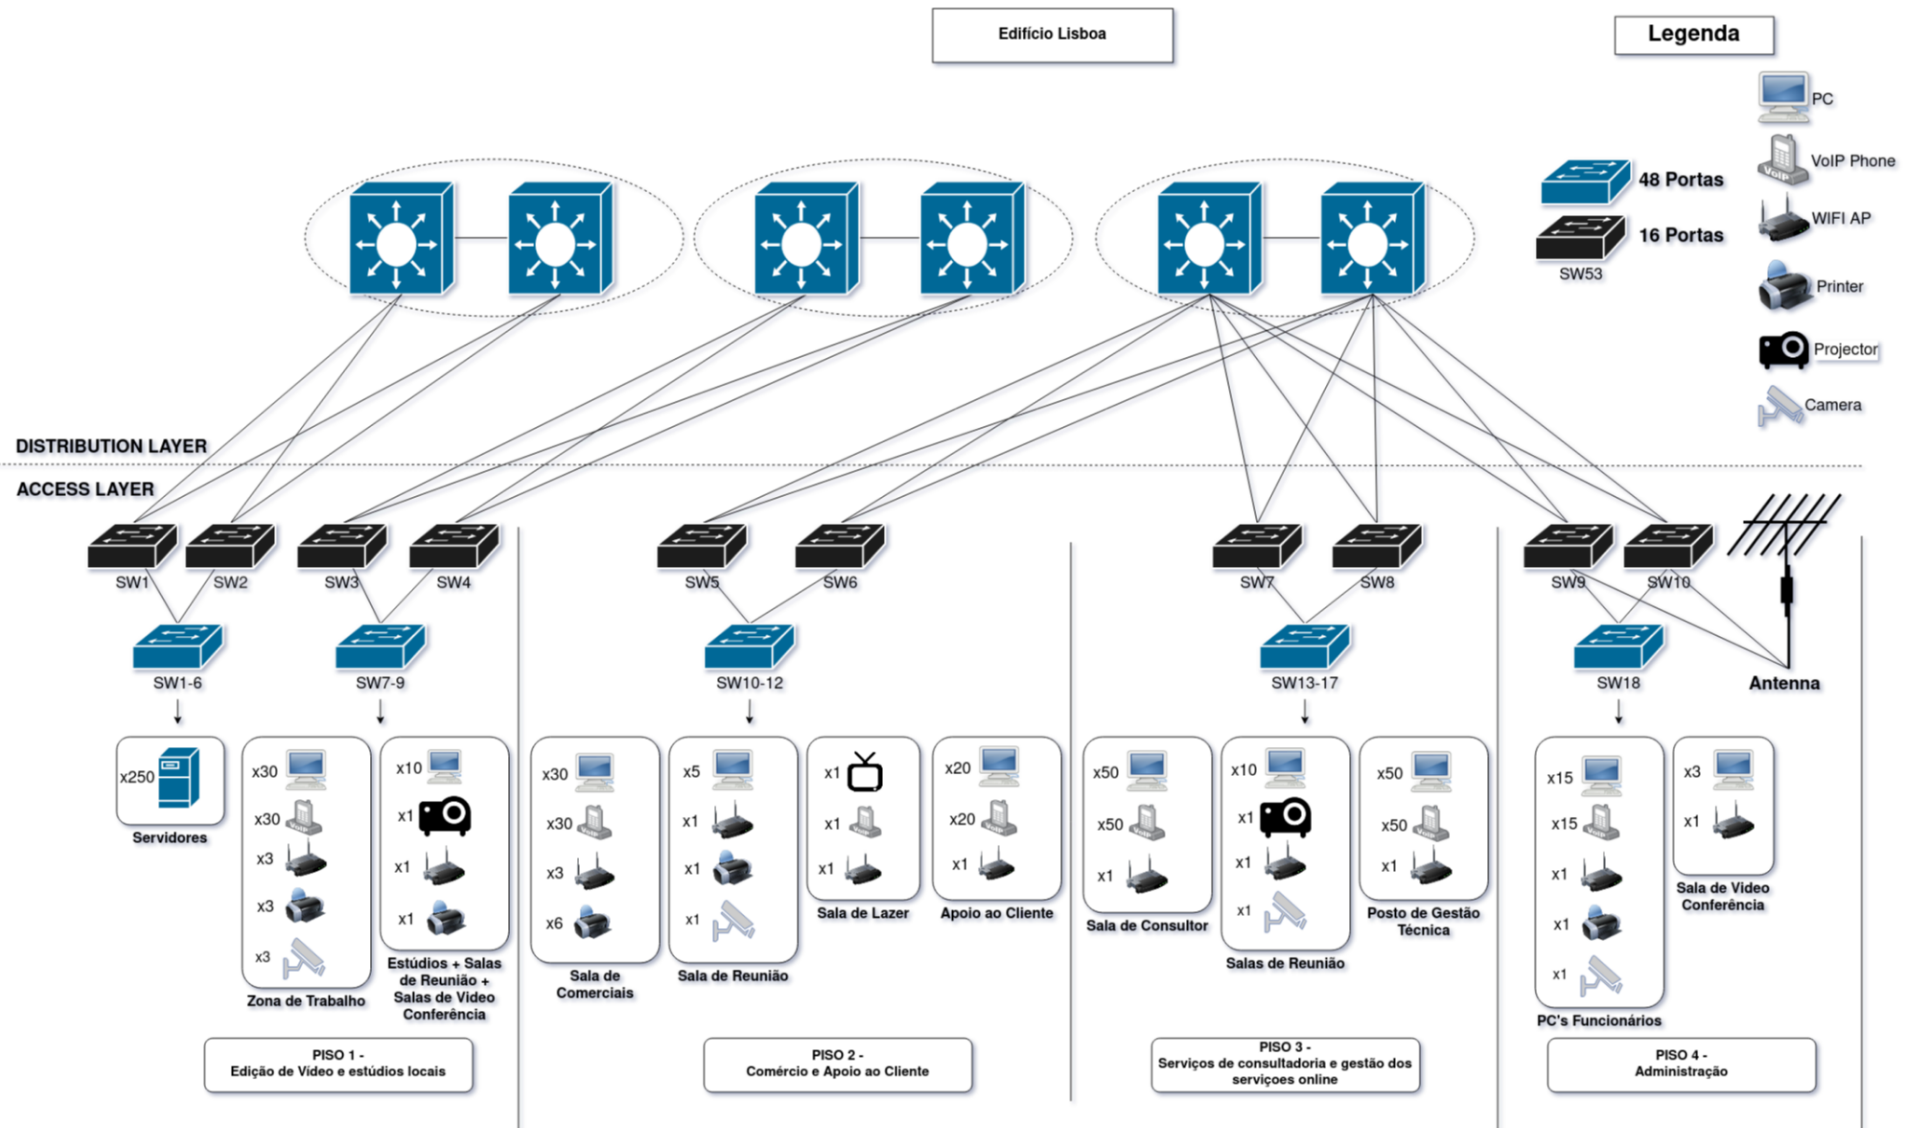 Edifício Lisboa
Legenda
PC
VoIP Phone
VoIP
48 Portas
WIFI AP
16 Portas
SW53
Printer
Projector
Camera
DISTRIBUTION LAYER
ACCESS LAYER
SW1
SW2
SW3
SW4
SW5
SW6
SW7
SW8
SW9
SW10
SW1-6
SW7-9
SW10-12
SW13-17
SW18
Antenna
x250
Servidores
x30
x30
x3
x3
x3
Zona de Trabalho
x10
x1
x1
x1
Estúdios + Salas
de Reunião +
Salas de Video
Conferência
x30
x30
x3
x6
Sala de
Comerciais
x5
x1
x1
x1
Sala de Reunião
x1
x1
x1
Sala de Lazer
x20
x20
x1
Apoio ao Cliente
x50
x50
x1
Sala de Consultor
x10
x1
x1
x1
Salas de Reunião
x50
x50
x1
Posto de Gestão
Técnica
x15
x15
x1
x1
x1
PC's Funcionários
x3
x1
Sala de Video
Conferência
PISO 1 -
Edição de Vídeo e estúdios locais
PISO 2 -
Comércio e Apoio ao Cliente
PISO 3 -
Serviços de consultadoria e gestão dos
serviçoes online
PISO 4 -
Administração